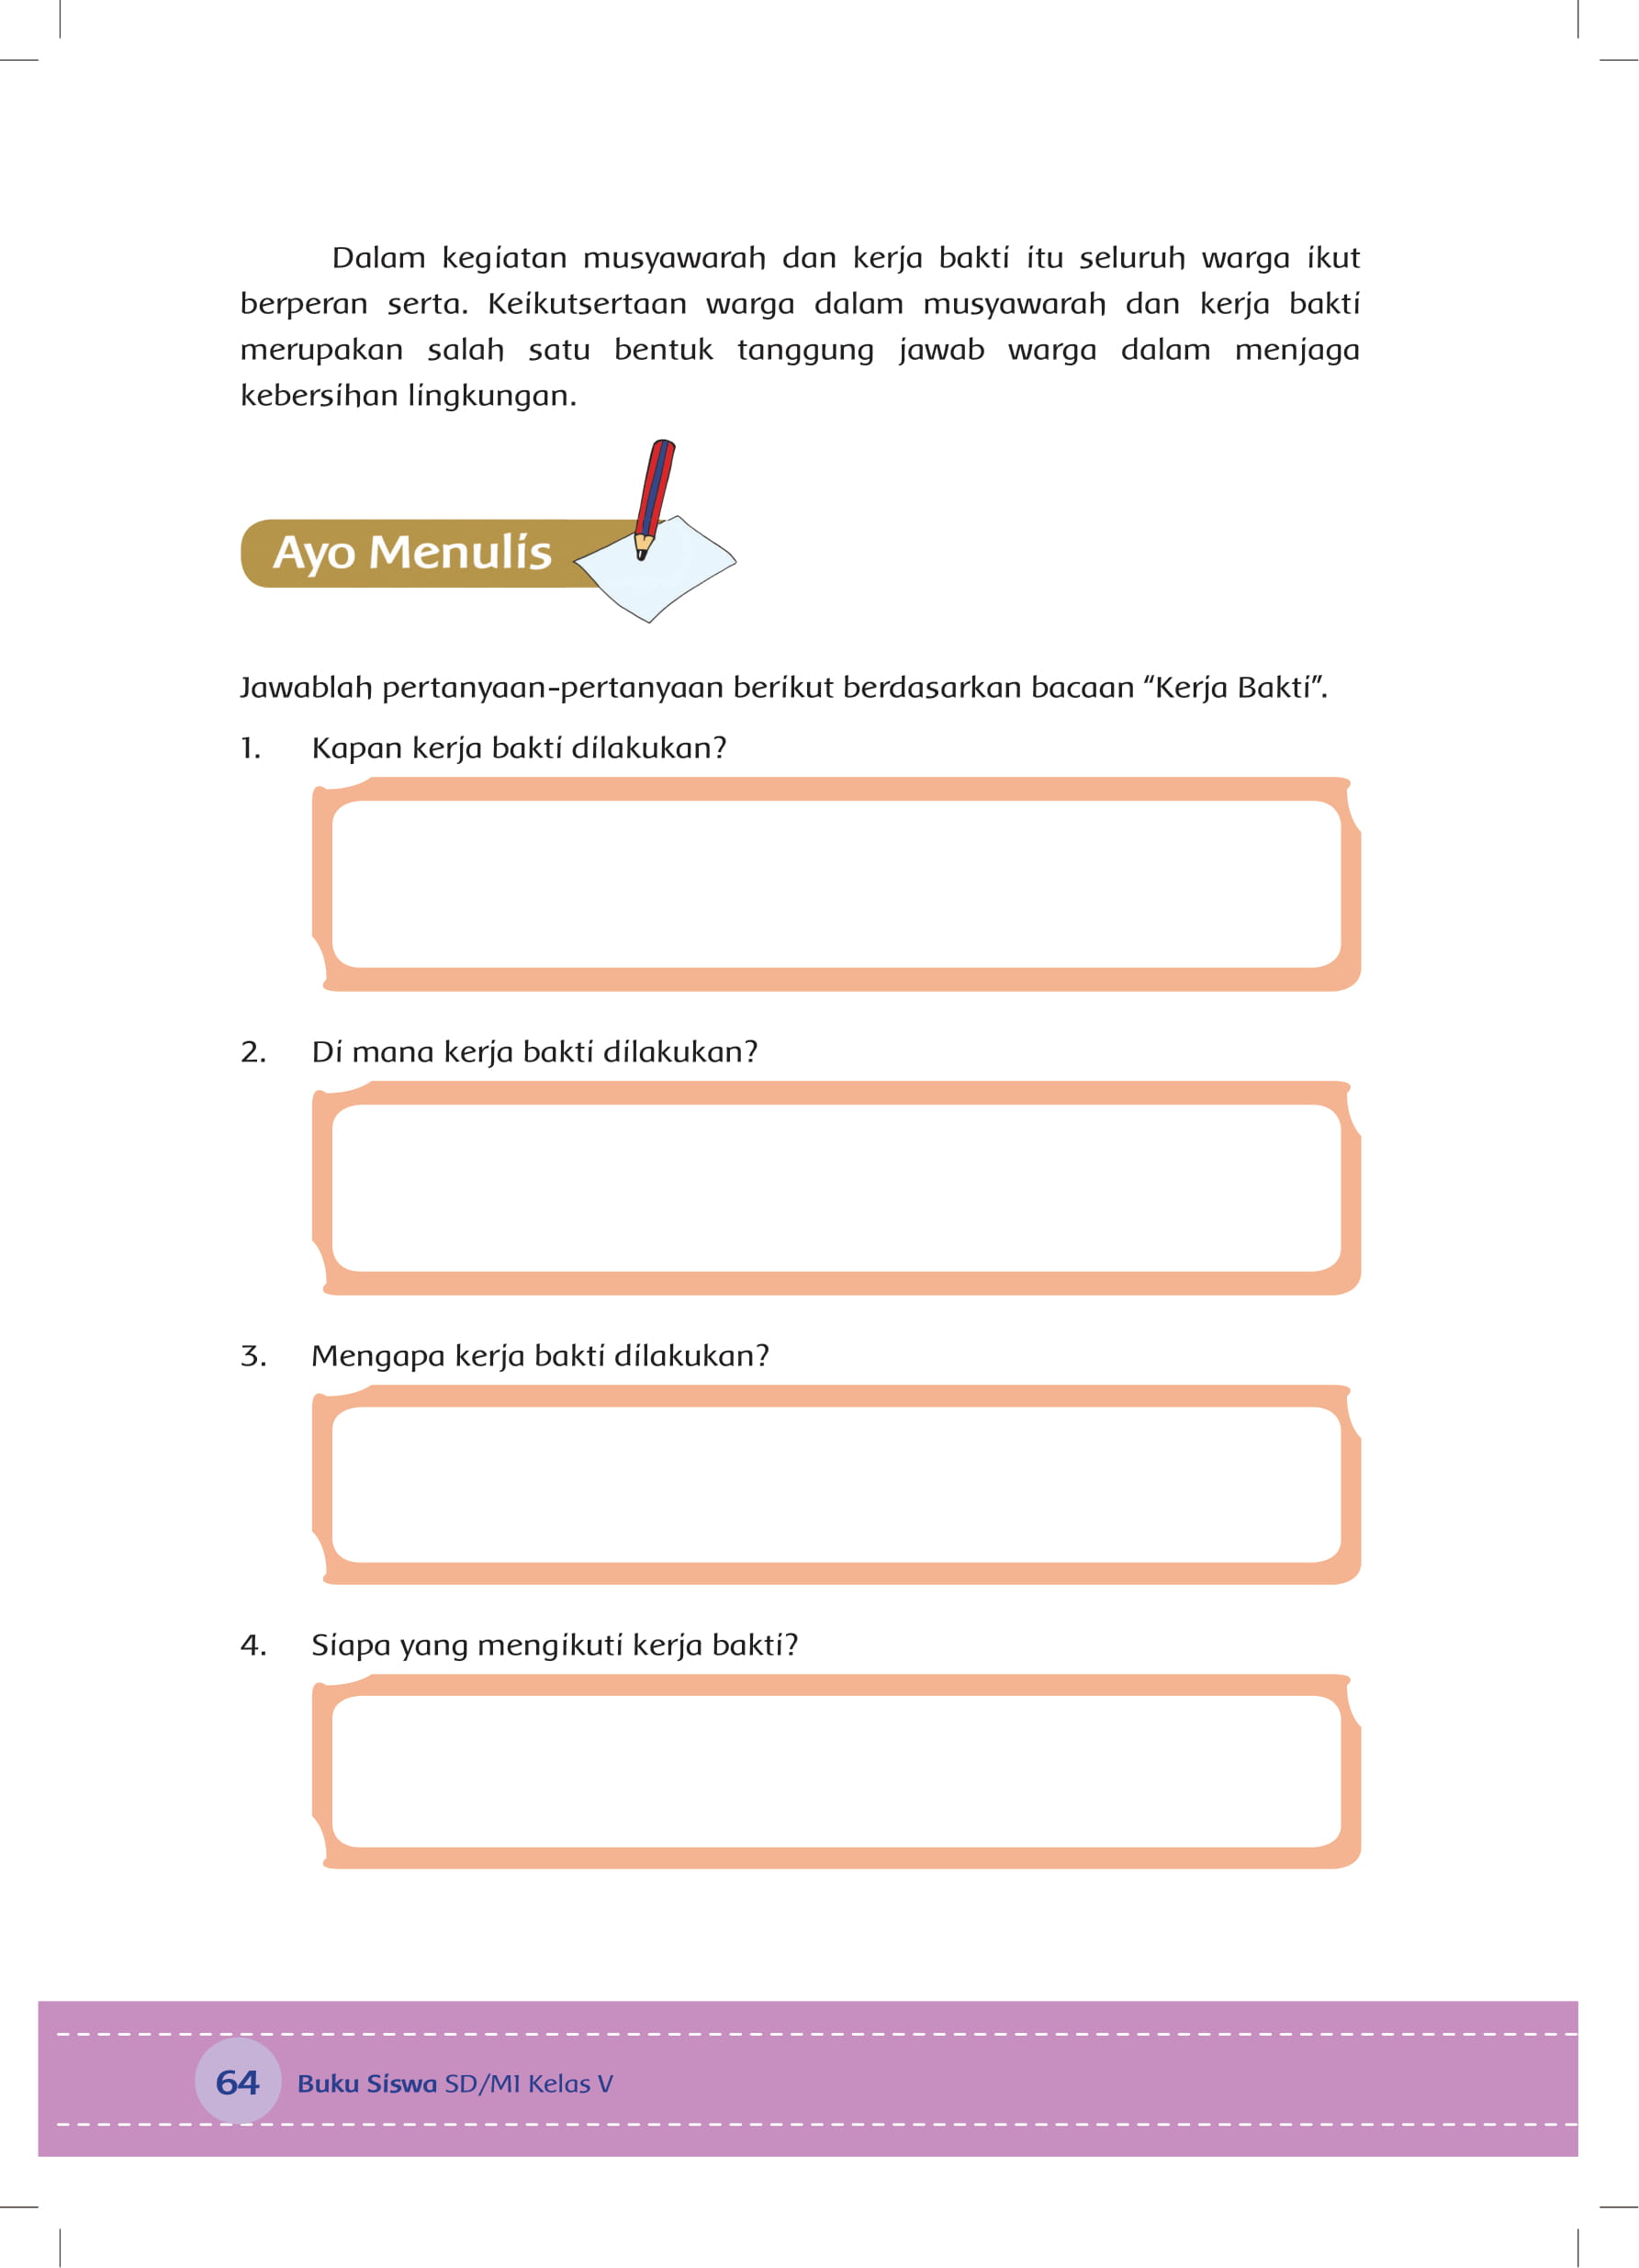 Dalam kegiatan musyawarah dan kerja bakti itu seluruh warga ikut
berperan serta. Keikutsertaan warga dalam musyawarah dan kerja bakti
merupakan salah satu bentuk tanggung jawab warga dalam menjaga
kebersihan lingkungan.
Ayo Menulis
Jawablah pertanyaan-pertanyaan berikut berdasarkan bacaan “Kerja Bakti”.
1. Kapan kerja bakti dilakukan?
2. Di mana kerja bakti dilakukan?
3. Mengapa kerja bakti dilakukan?
4. Siapa yang mengikuti kerja bakti?
64 Buku Siswa SD/MI Kelas V